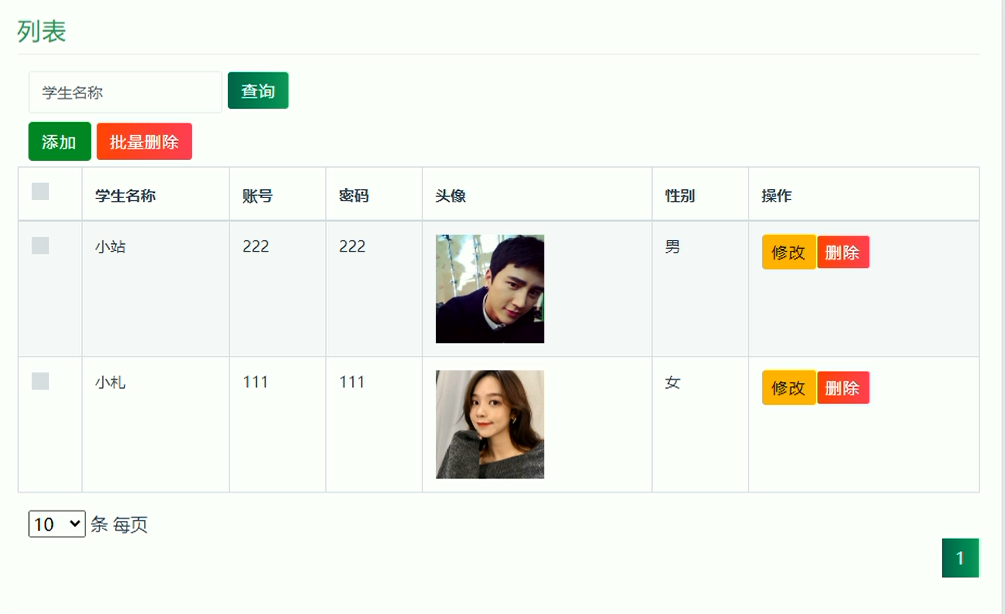 列表
学生名称 查询
添加 批量删除
学生名称 账号 密码 头像 性别 操作
小站 222 222 男 修改 删除
小札 111 111 女 修改 删除
10 条 每页
1